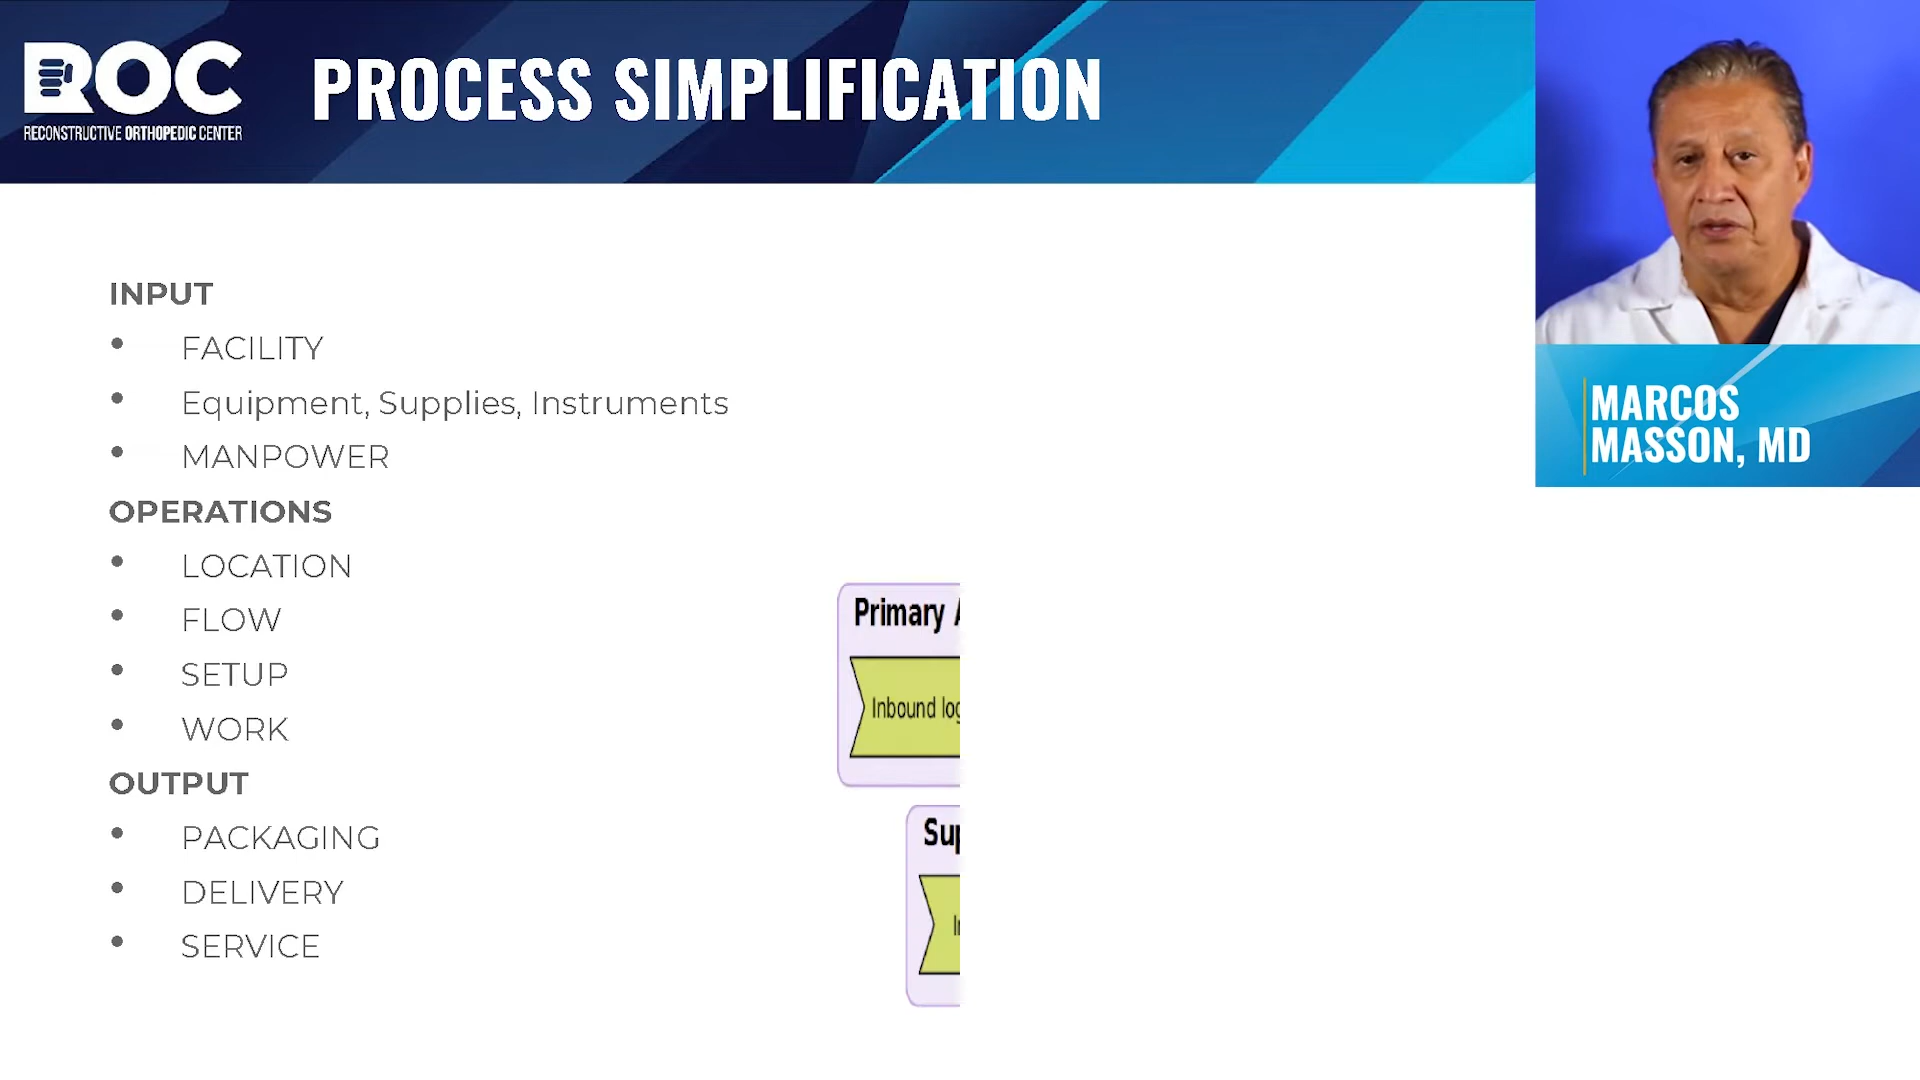 ROC
RECONSTRUCTIVE ORTHOPEDIC CENTER
PROCESS SIMPLIFICATION
MARCOS
MASSON, MD
INPUT
• FACILITY
• Equipment, Supplies, Instruments
• MANPOWER
OPERATIONS
• LOCATION
• FLOW
• SETUP
• WORK
OUTPUT
• PACKAGING
• DELIVERY
• SERVICE
Primary
Inbound